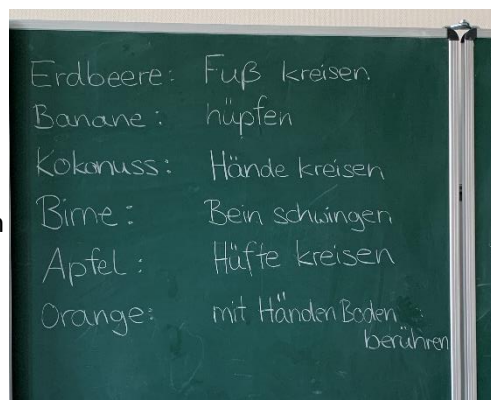 Erdbeere: Fuß kreisen
Banane: hüpfen
Kokonuss: Hände kreisen
Birne: Bein schwingen
Apfel: Hüfte kreisen
Orange: mit Händen Boden
berühren